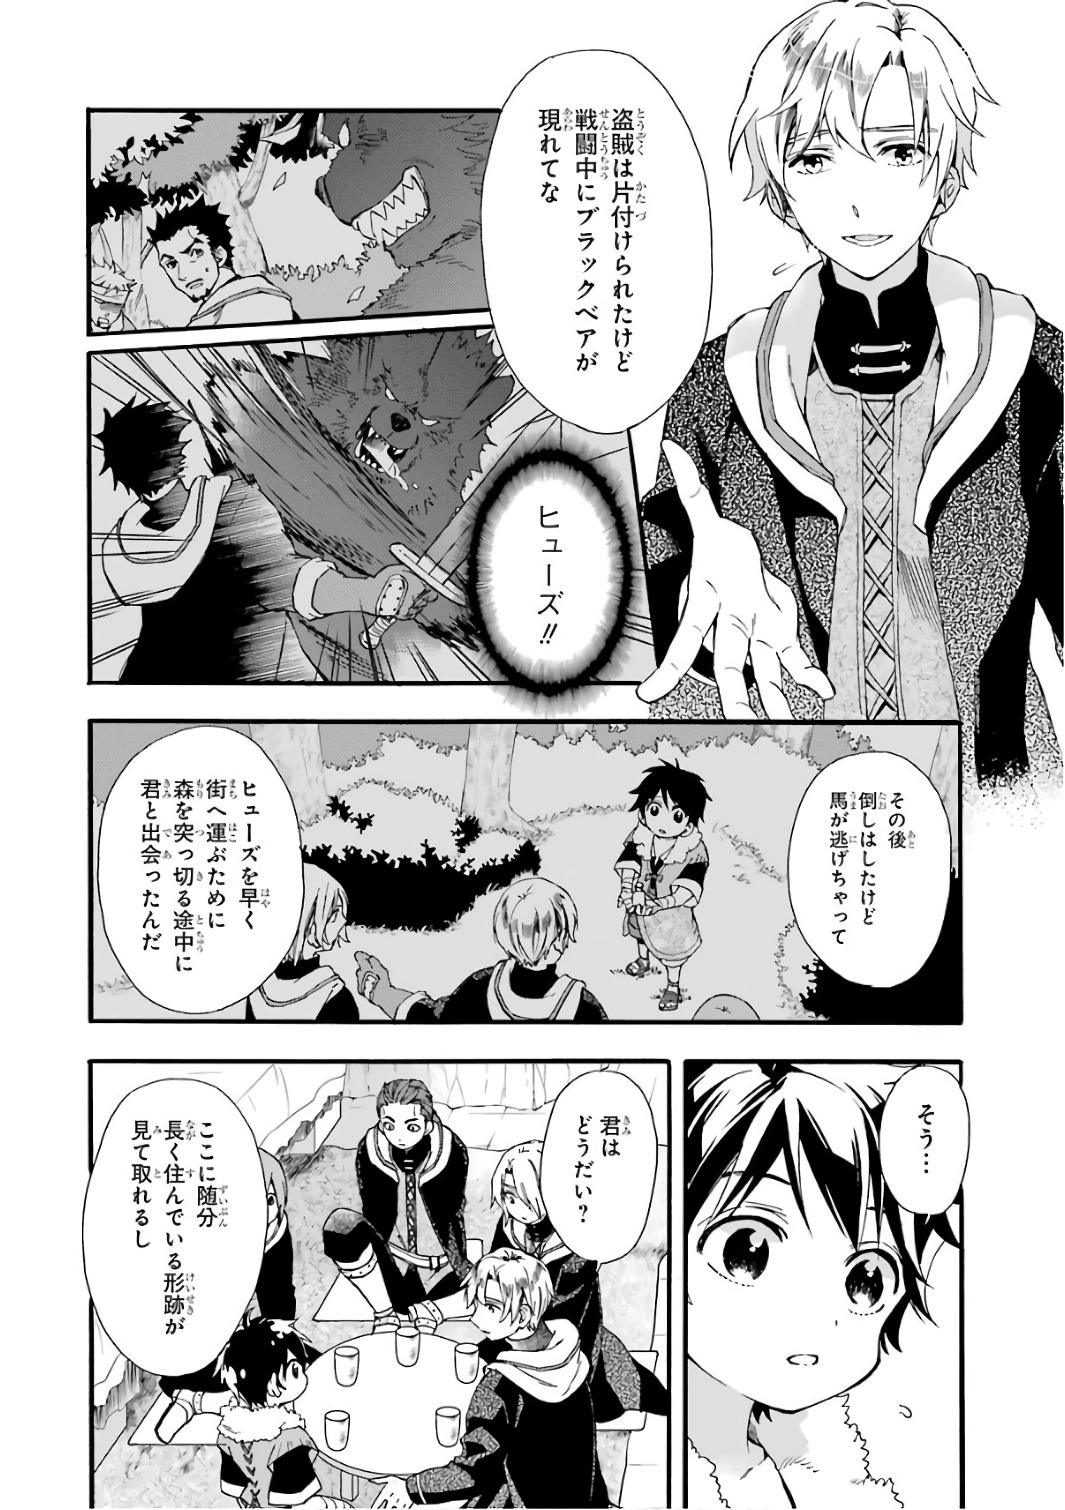 盗賊は片付けられたけど
戦闘中にブラックベアが
現れてな
ヒューズ!!
その後
倒しはしたけど
馬が逃げちゃって
ヒューズを早く
街へ運ぶために
森を突っ切る途中に
君と出会ったんだ
そう…
君は
どうだい？
ここに随分
長く住んでいる形跡が
見て取れるし